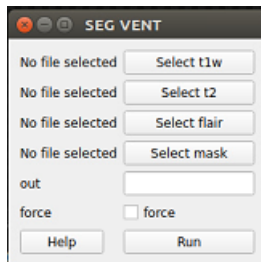 SEG VENT
No file selected Select t1w
No file selected Select t2
No file selected Select flair
No file selected Select mask
out
force force
Help Run